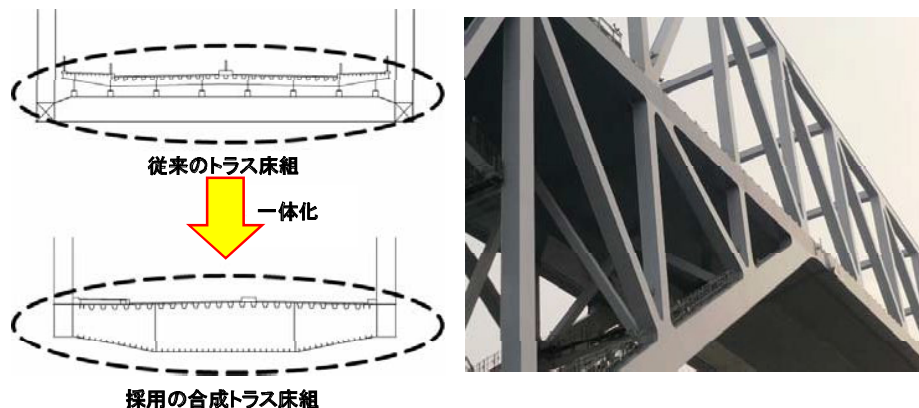 従来のトラス床組
一体化
採用の合成トラス床組